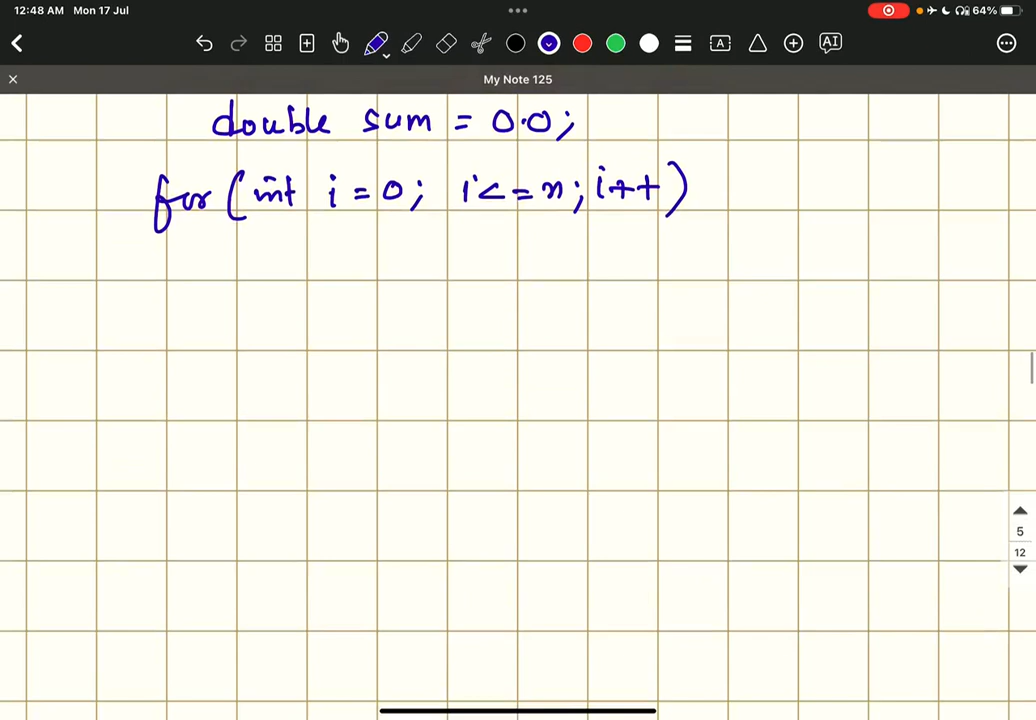 12:48 AM Mon 17 Jul
64%
A
AI
My Note 125
double sum = 0.0;
for(int i = 0; i<=n; i++)
5
12